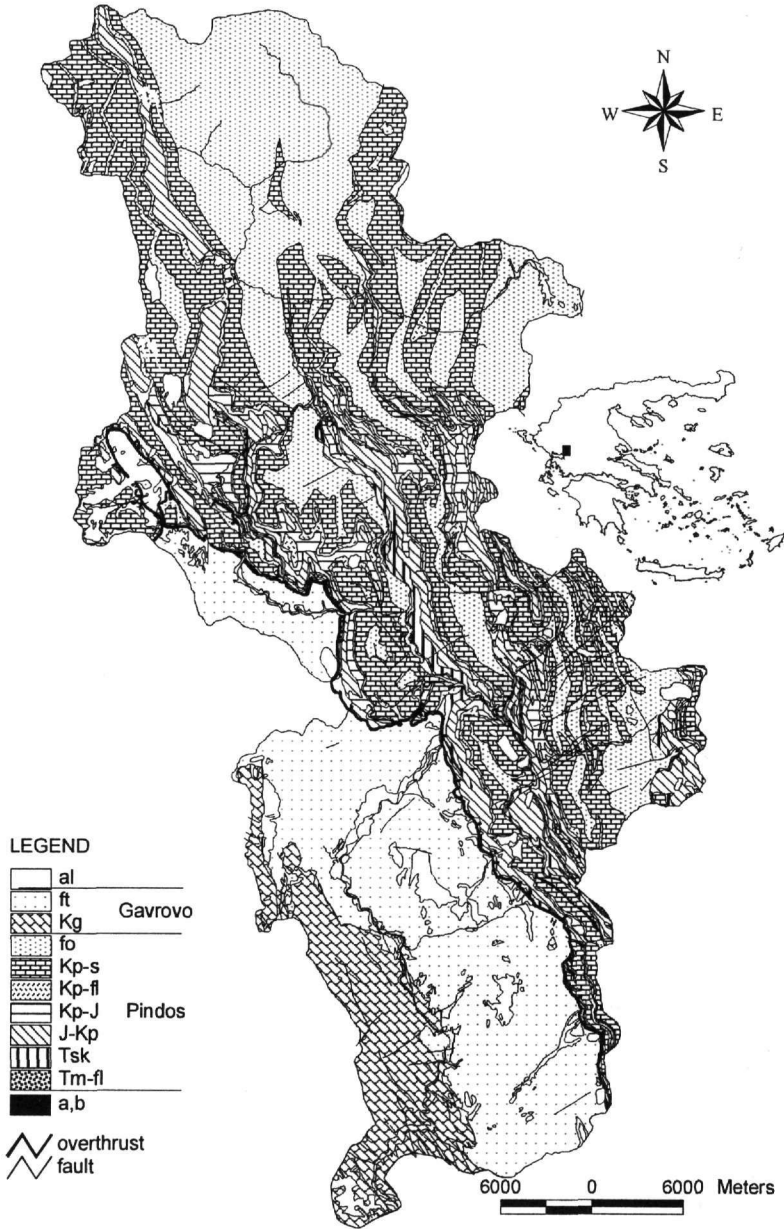 N
W E
S
LEGEND
al
ft
Kg
Gavrovo
fo
Kp-s
Kp-fl
Kp-J
Pindos
J-Kp
Tsk
Tm-fl
a,b
overthrust
fault
6000 0 6000 Meters